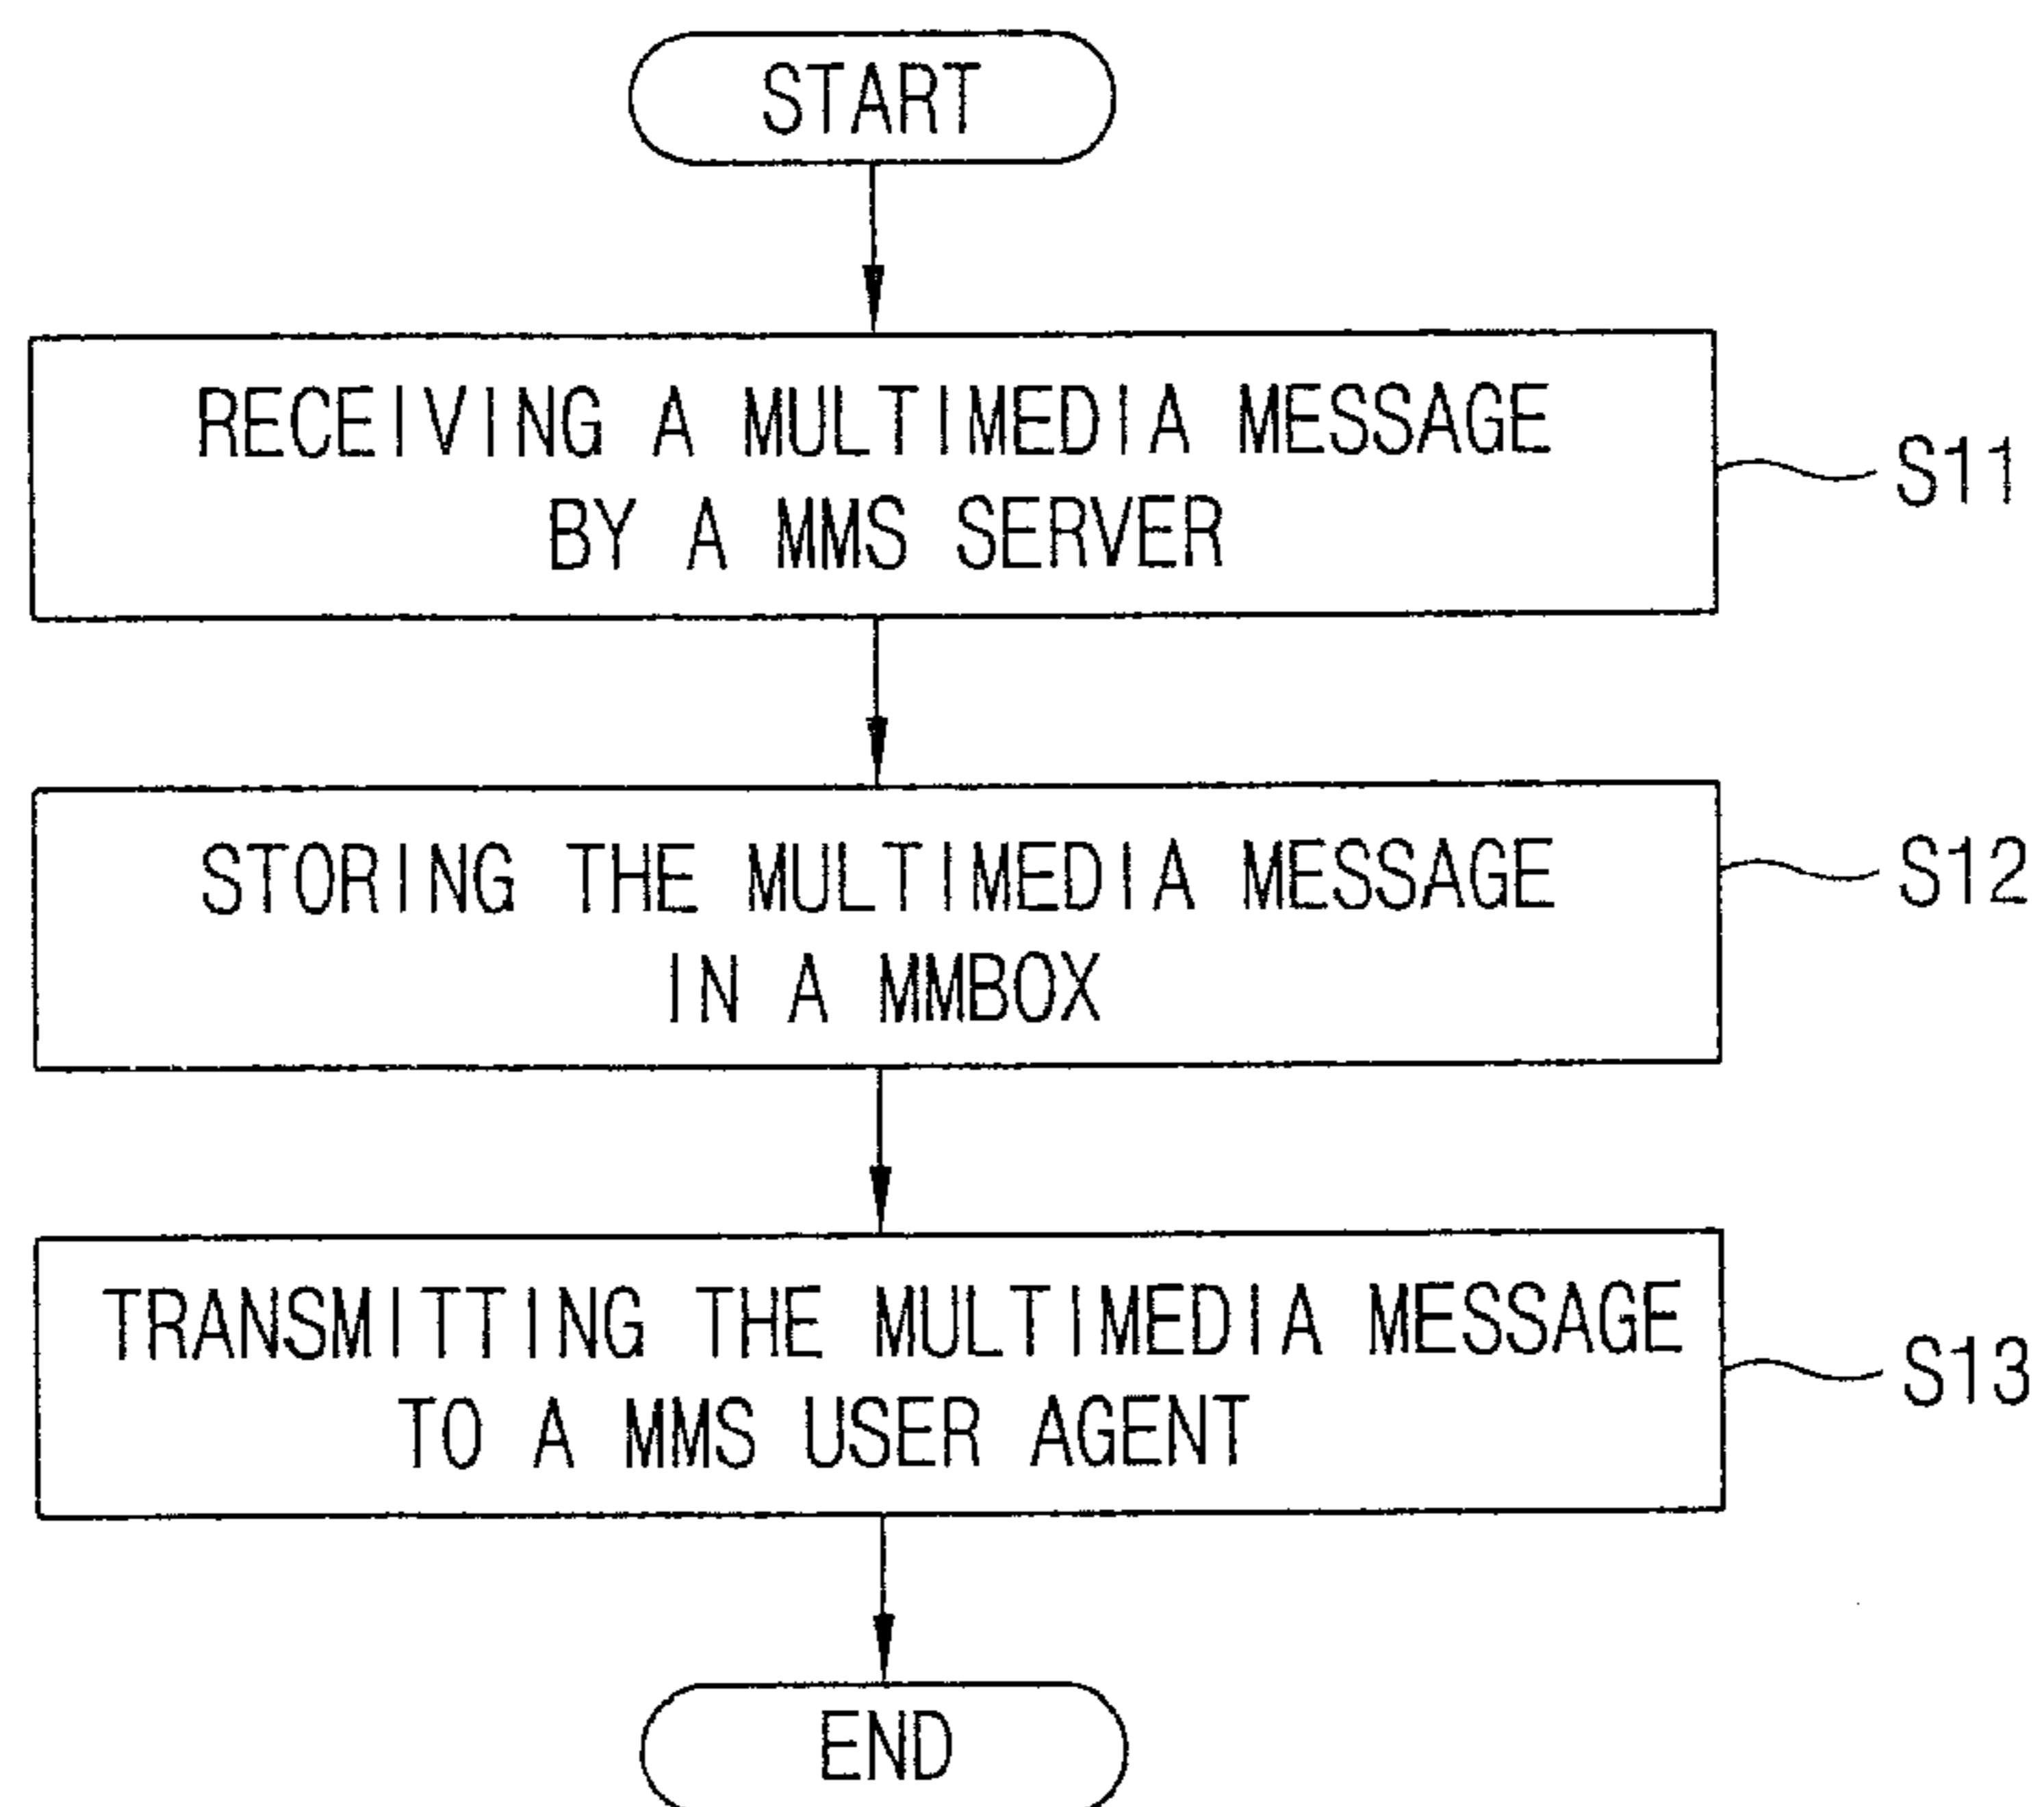 START
RECEIVING A MULTIMEDIA MESSAGE
BY A MMS SERVER
S11
STORING THE MULTIMEDIA MESSAGE
IN A MMBOX
S12
TRANSMITTING THE MULTIMEDIA MESSAGE
TO A MMS USER AGENT
S13
END